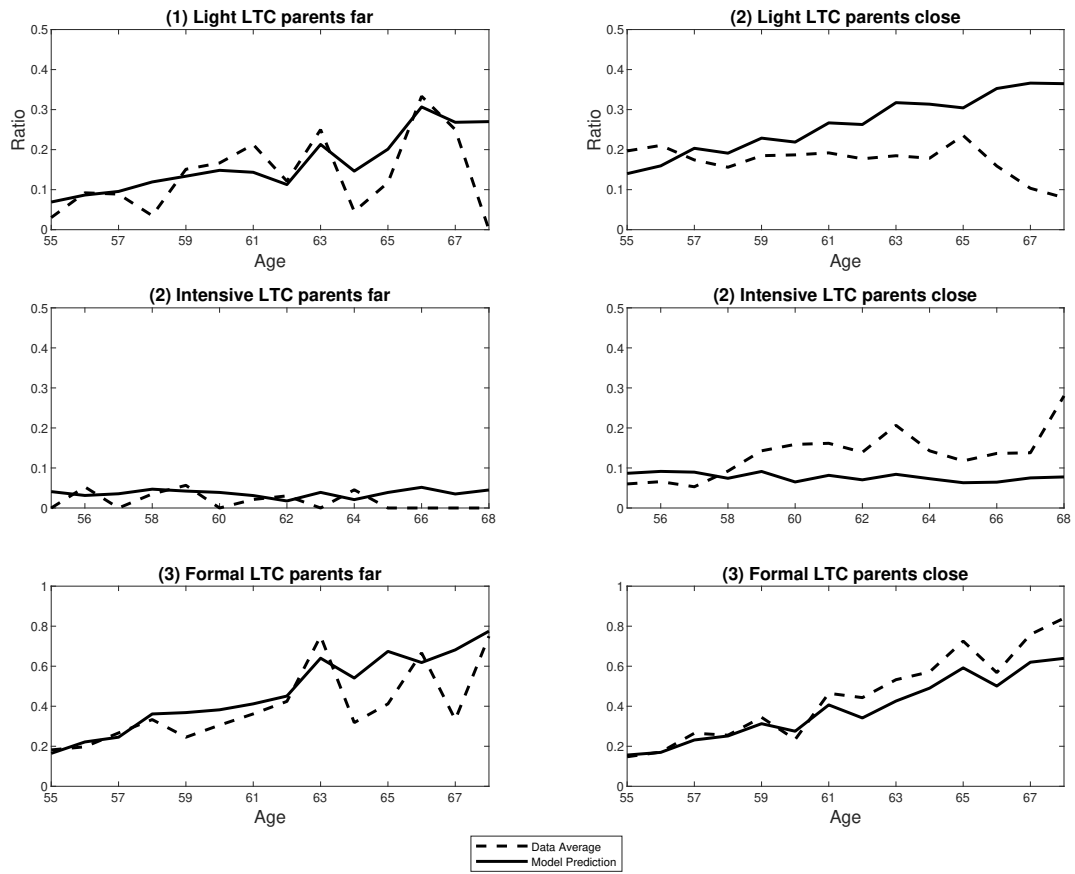 (1) Light LTC parents far
0.5
0.4
0.3
0.2
0.1
0
Ratio
55 57 59 61 63 65 67
Age
(2) Light LTC parents close
0.5
0.4
0.3
0.2
0.1
0
Ratio
55 57 59 61 63 65 67
Age
(2) Intensive LTC parents far
0.5
0.4
0.3
0.2
0.1
0
56 58 60 62 64 66 68
(2) Intensive LTC parents close
0.5
0.4
0.3
0.2
0.1
0
56 58 60 62 64 66 68
(3) Formal LTC parents far
1
0.8
0.6
0.4
0.2
0
55 57 59 61 63 65 67
Age
(3) Formal LTC parents close
1
0.8
0.6
0.4
0.2
0
55 57 59 61 63 65 67
Age
Data Average
Model Prediction